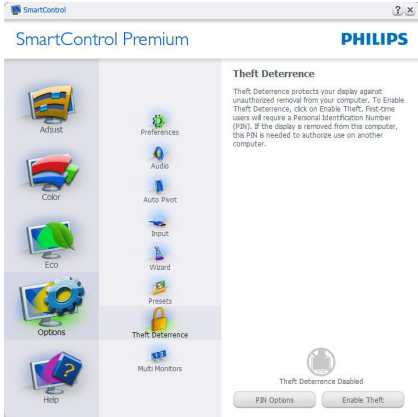 SmartControl
SmartControl Premium
PHILIPS
Adjust
Color
Eco
Options
Help
Preferences
Audio
Auto Pivot
Input
Wizard
Presets
Theft Deterrence
Multi Monitors
Theft Deterrence
Theft Deterrence protects your display against
unauthorized removal from your computer. To Enable
Theft Deterrence, click on Enable Theft. First-time
users will require a Personal Identification Number
(PIN). If the display is removed from this computer,
this PIN is needed to authorize use on another
computer.
Theft Deterrence Disabled
PIN Options
Enable Theft